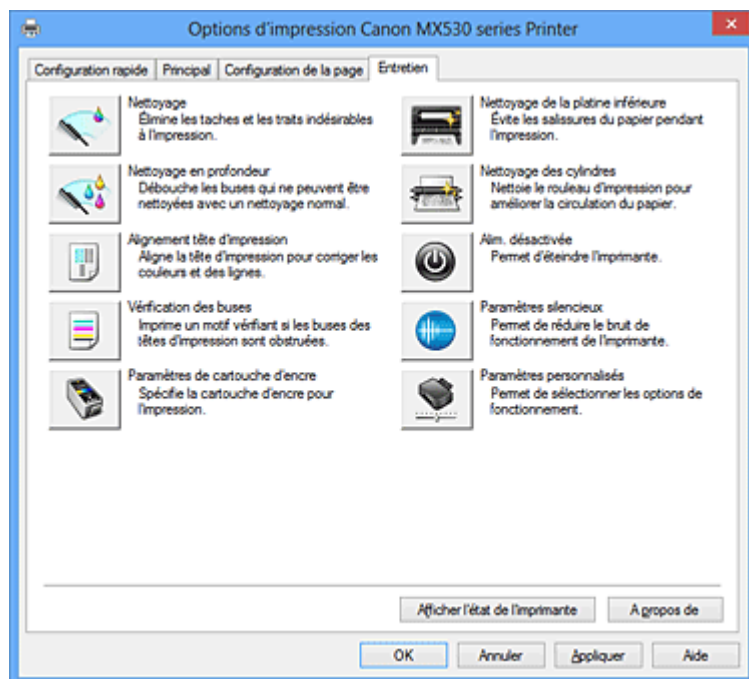 Options d'impression Canon MX530 series Printer
Configuration rapide
Principal
Configuration de la page
Entretien
Nettoyage
Élimine les taches et les traits indésirables
à l'impression.
Nettoyage en profondeur
Débouche les buses qui ne peuvent être
nettoyées avec un nettoyage normal.
Alignement tête d'impression
Aligne la tête d'impression pour corriger les
couleurs et des lignes.
Vérification des buses
Imprime un motif vérifiant si les buses des
têtes d'impression sont obstruées.
Paramètres de cartouche d'encre
Spécifie la cartouche d'encre pour
l'impression.
Nettoyage de la platine inférieure
Évite les salissures du papier pendant
l'impression.
Nettoyage des cylindres
Nettoie le rouleau d'impression pour
améliorer la circulation du papier.
Alim. désactivée
Permet d'éteindre l'imprimante.
Paramètres silencieux
Permet de réduire le bruit de
fonctionnement de l'imprimante.
Paramètres personnalisés
Permet de sélectionner les options de
fonctionnement.
Afficher l'état de l'imprimante
A propos de
OK
Annuler
Appliquer
Aide